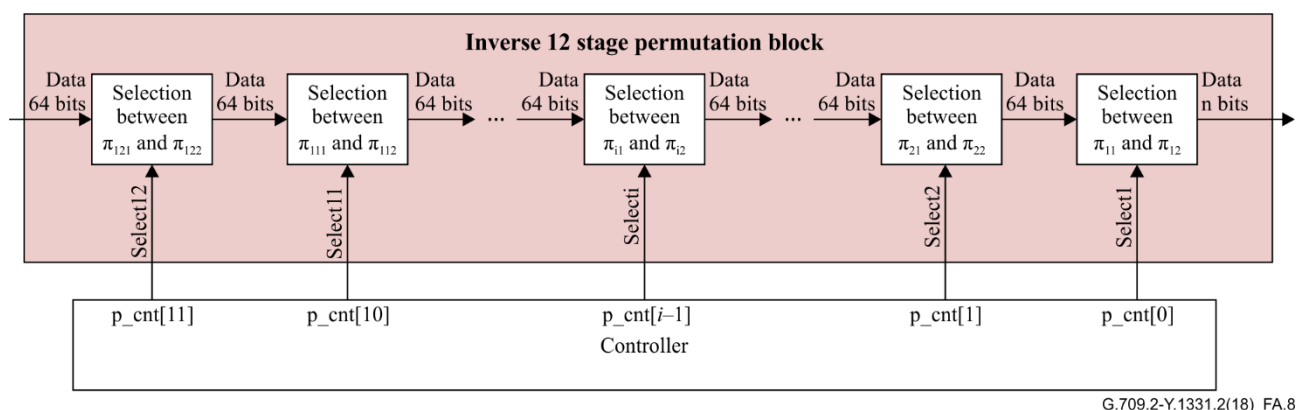 Inverse 12 stage permutation block
Data
64 bits
Selection
between
π₁₂₁ and π₁₂₂
Data
64 bits
Selection
between
π₁₁₁ and π₁₁₂
Data
64 bits
...
Data
64 bits
Selection
between
πᵢ₁ and πᵢ₂
Data
64 bits
...
Data
64 bits
Selection
between
π₂₁ and π₂₂
Data
64 bits
Selection
between
π₁₁ and π₁₂
Data
n bits
Select12
Select11
Selecti
Select2
Select1
p_cnt[11]
p_cnt[10]
p_cnt[i–1]
p_cnt[1]
p_cnt[0]
Controller
G.709.2-Y.1331.2(18)_FA.8